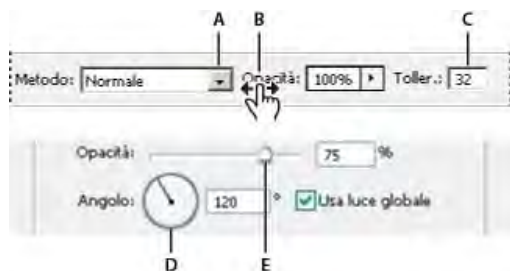 A B C
Metodo: Normale Opacità: 100% Toller.: 32
Opacità: 75 %
Angolo: 120 ° Usa luce globale
D E